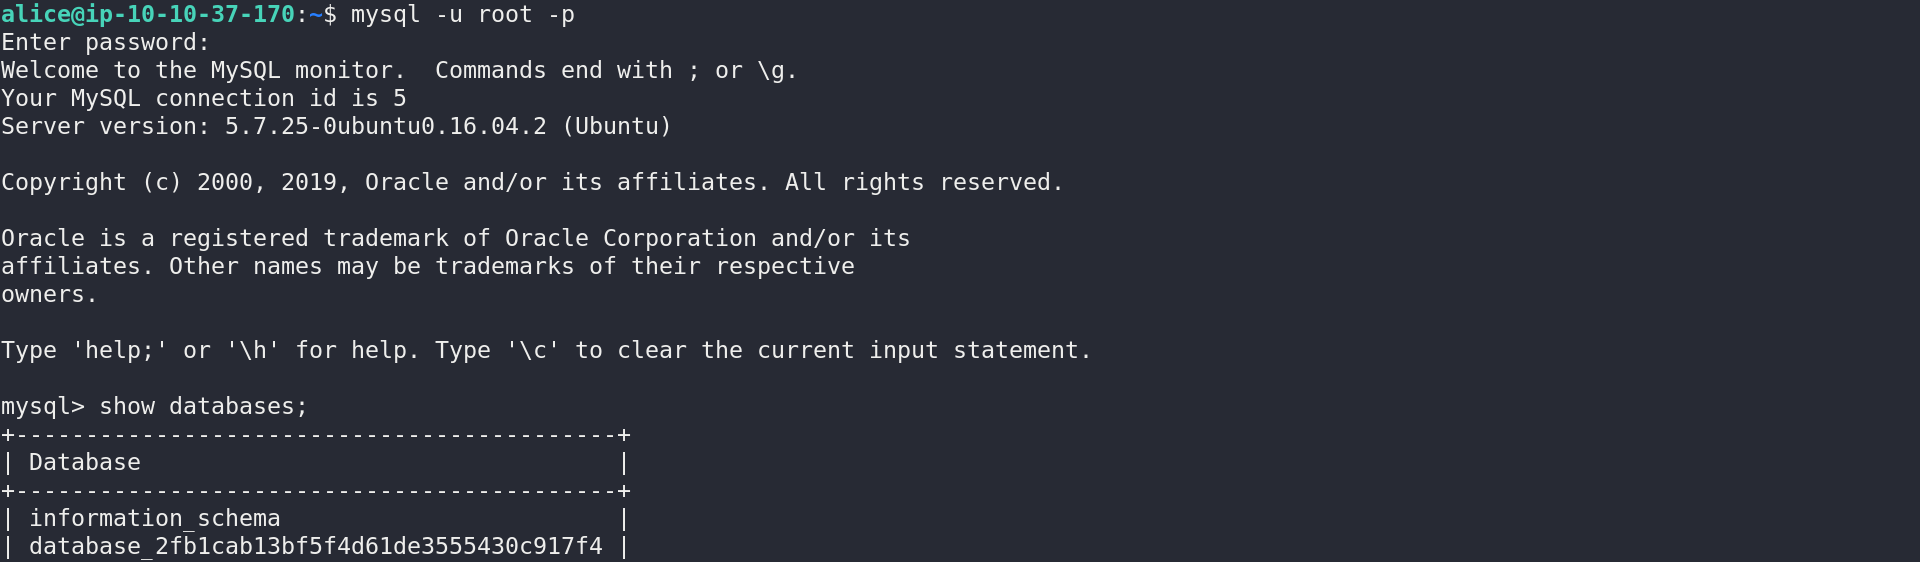 alice@ip-10-10-37-170:~$ mysql -u root -p
Enter password:
Welcome to the MySQL monitor.  Commands end with ; or \g.
Your MySQL connection id is 5
Server version: 5.7.25-0ubuntu0.16.04.2 (Ubuntu)

Copyright (c) 2000, 2019, Oracle and/or its affiliates. All rights reserved.

Oracle is a registered trademark of Oracle Corporation and/or its
affiliates. Other names may be trademarks of their respective
owners.

Type 'help;' or '\h' for help. Type '\c' to clear the current input statement.

mysql> show databases;
+-------------------------------------------+
| Database                                  |
+-------------------------------------------+
| information_schema                        |
| database_2fb1cab13bf5f4d61de3555430c917f4 |